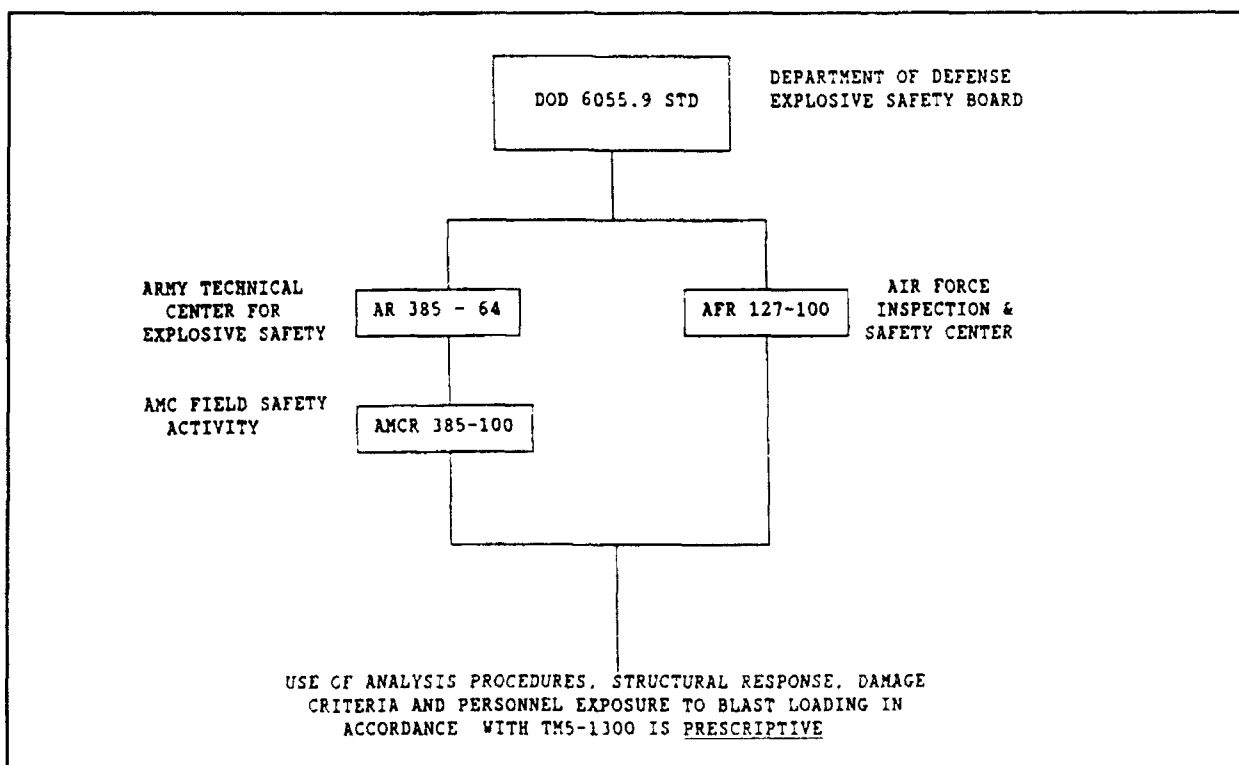 DOD 6055.9 STD
DEPARTMENT OF DEFENSE
EXPLOSIVE SAFETY BOARD
ARMY TECHNICAL
CENTER FOR
EXPLOSIVE SAFETY
AR 385 - 64
AFR 127-100
AIR FORCE
INSPECTION &
SAFETY CENTER
AMC FIELD SAFETY
ACTIVITY
AMCR 385-100
USE OF ANALYSIS PROCEDURES, STRUCTURAL RESPONSE, DAMAGE
CRITERIA AND PERSONNEL EXPOSURE TO BLAST LOADING IN
ACCORDANCE WITH TM5-1300 IS PRESCRIPTIVE